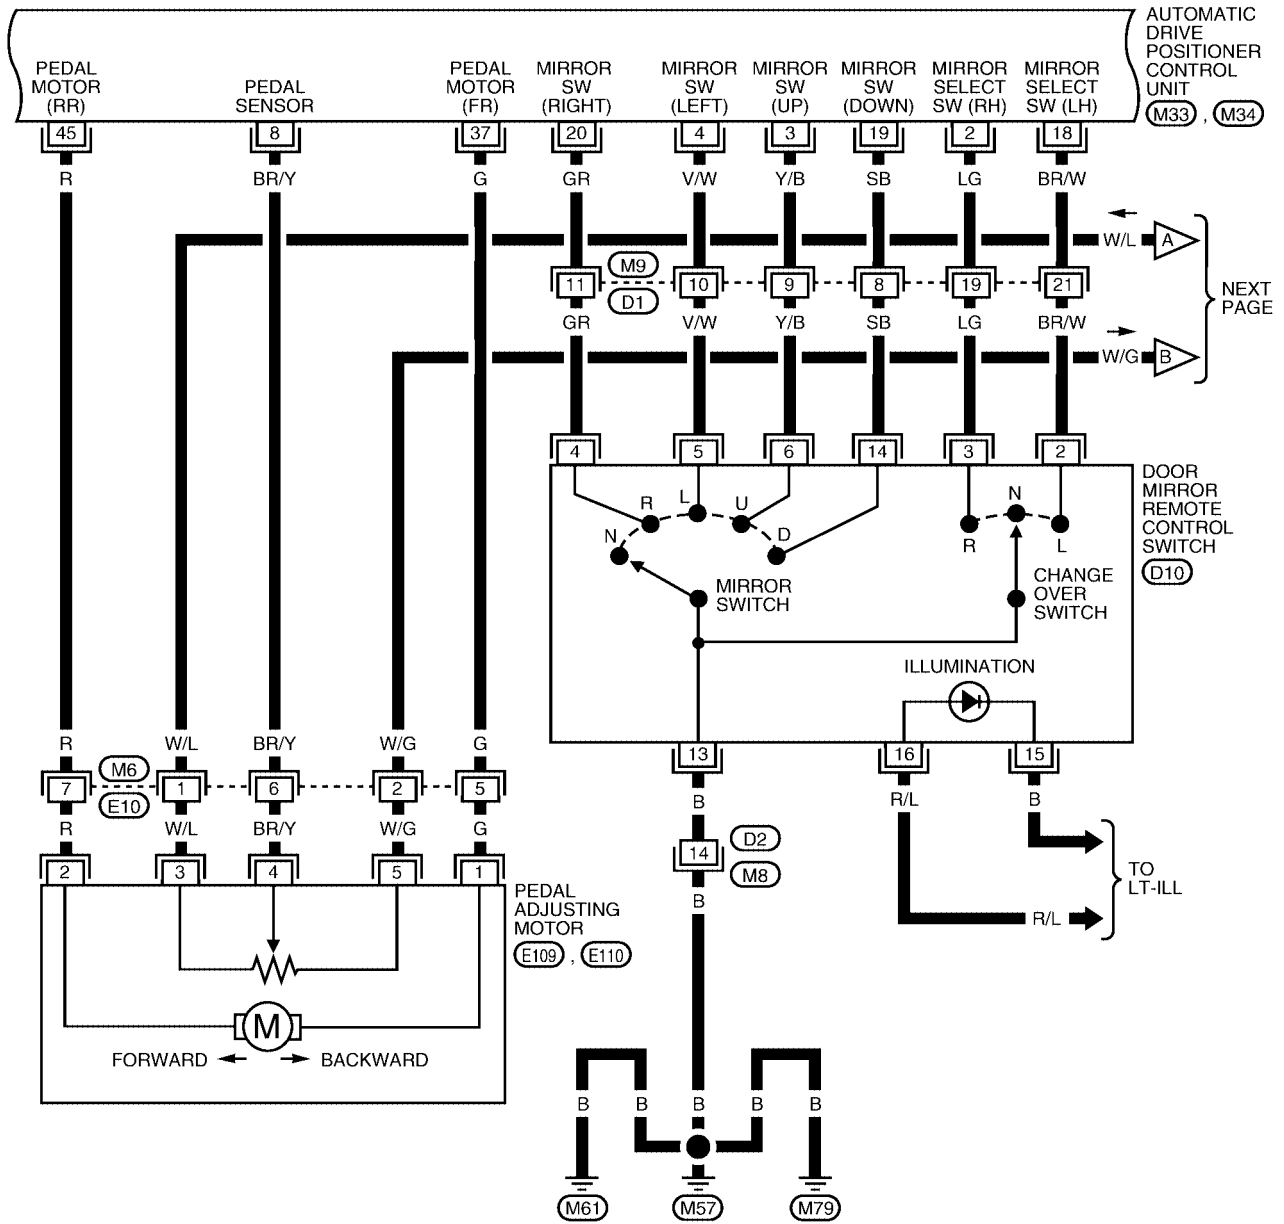 AUTOMATIC
DRIVE
POSITIONER
CONTROL
UNIT
M33 , M34
PEDAL
MOTOR
(RR)
PEDAL
SENSOR
PEDAL
MOTOR
(FR)
MIRROR
SW
(RIGHT)
MIRROR
SW
(LEFT)
MIRROR
SW
(UP)
MIRROR
SW
(DOWN)
MIRROR
SELECT
SW (RH)
MIRROR
SELECT
SW (LH)
45 8 37 20 4 3 19 2 18
R BR/Y G GR V/W Y/B SB LG BR/W
W/L A
M9
11 10 9 8 19 21
D1
NEXT
PAGE
GR V/W Y/B SB LG BR/W
W/G B
4 5 6 14 3 2
DOOR
MIRROR
REMOTE
CONTROL
SWITCH
D10
N R L U D
R N L
MIRROR
SWITCH
CHANGE
OVER
SWITCH
ILLUMINATION
13 16 15
R W/L BR/Y W/G G
M6
7 1 6 2 5
E10
R W/L BR/Y W/G G
2 3 4 5 1
B R/L B
D2
14
M8
B
R/L
TO
LT-ILL
PEDAL
ADJUSTING
MOTOR
E109 , E110
M
FORWARD BACKWARD
B B B B B
M61 M57 M79